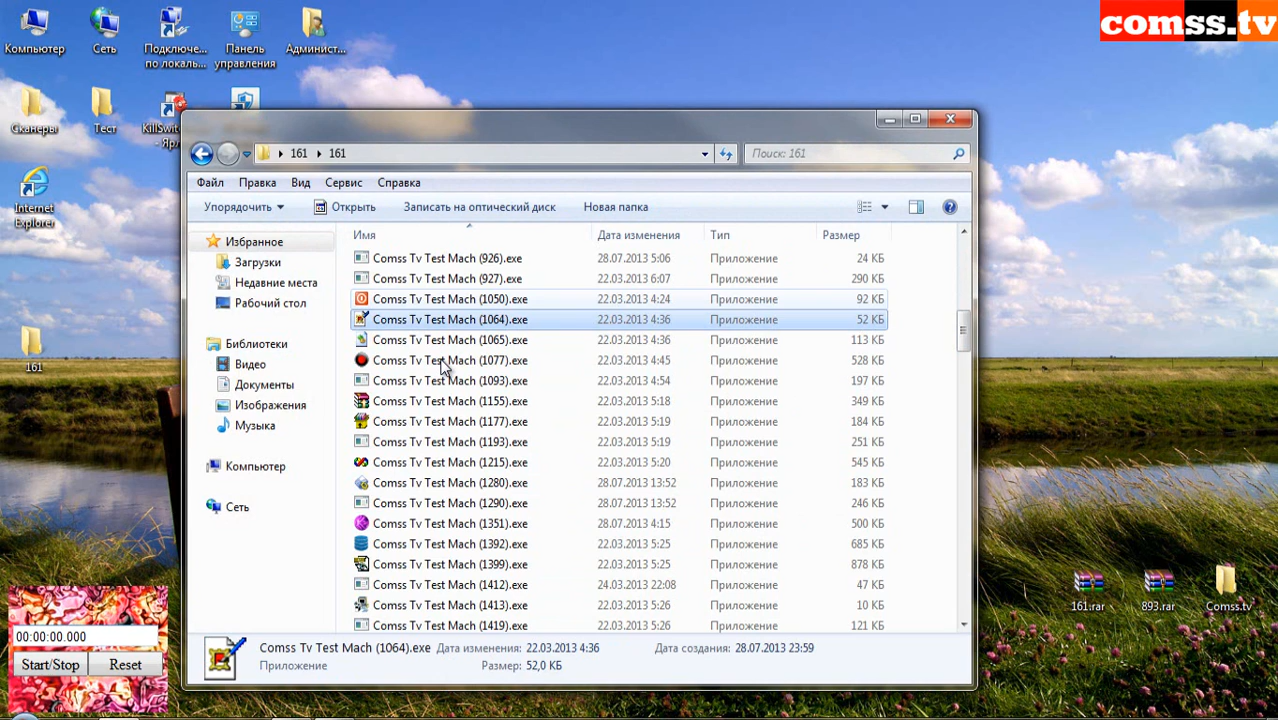 comss.tv
Компьютер
Сеть
Подключе...
по локаль...
Панель
управления
Админист...
Сканеры
Тест
KillSwitc
- Ярл
Internet
Explorer
161
161
161
Поиск: 161
Файл
Правка
Вид
Сервис
Справка
Упорядочить
Открыть
Записать на оптический диск
Новая папка
Избранное
Загрузки
Недавние места
Рабочий стол
Библиотеки
Видео
Документы
Изображения
Музыка
Компьютер
Сеть
Имя Дата изменения Тип Размер
Comss Tv Test Mach (926).exe 28.07.2013 5:06 Приложение 24 КБ
Comss Tv Test Mach (927).exe 22.03.2013 6:07 Приложение 290 КБ
Comss Tv Test Mach (1050).exe 22.03.2013 4:24 Приложение 92 КБ
Comss Tv Test Mach (1064).exe 22.03.2013 4:36 Приложение 52 КБ
Comss Tv Test Mach (1065).exe 22.03.2013 4:36 Приложение 113 КБ
Comss Tv Test Mach (1077).exe 22.03.2013 4:45 Приложение 528 КБ
Comss Tv Test Mach (1093).exe 22.03.2013 4:54 Приложение 197 КБ
Comss Tv Test Mach (1155).exe 22.03.2013 5:18 Приложение 349 КБ
Comss Tv Test Mach (1177).exe 22.03.2013 5:19 Приложение 184 КБ
Comss Tv Test Mach (1193).exe 22.03.2013 5:19 Приложение 251 КБ
Comss Tv Test Mach (1215).exe 22.03.2013 5:20 Приложение 545 КБ
Comss Tv Test Mach (1280).exe 28.07.2013 13:52 Приложение 183 КБ
Comss Tv Test Mach (1290).exe 28.07.2013 13:52 Приложение 246 КБ
Comss Tv Test Mach (1351).exe 28.07.2013 4:15 Приложение 500 КБ
Comss Tv Test Mach (1392).exe 22.03.2013 5:25 Приложение 685 КБ
Comss Tv Test Mach (1399).exe 22.03.2013 5:25 Приложение 878 КБ
Comss Tv Test Mach (1412).exe 24.03.2013 22:08 Приложение 47 КБ
Comss Tv Test Mach (1413).exe 22.03.2013 5:26 Приложение 10 КБ
Comss Tv Test Mach (1419).exe 22.03.2013 5:26 Приложение 121 КБ
Comss Tv Test Mach (1064).exe Дата изменения: 22.03.2013 4:36 Дата создания: 28.07.2013 23:59
Приложение Размер: 52,0 КБ
161.rar
893.rar
Comss.tv
00:00:00.000
Start/Stop
Reset